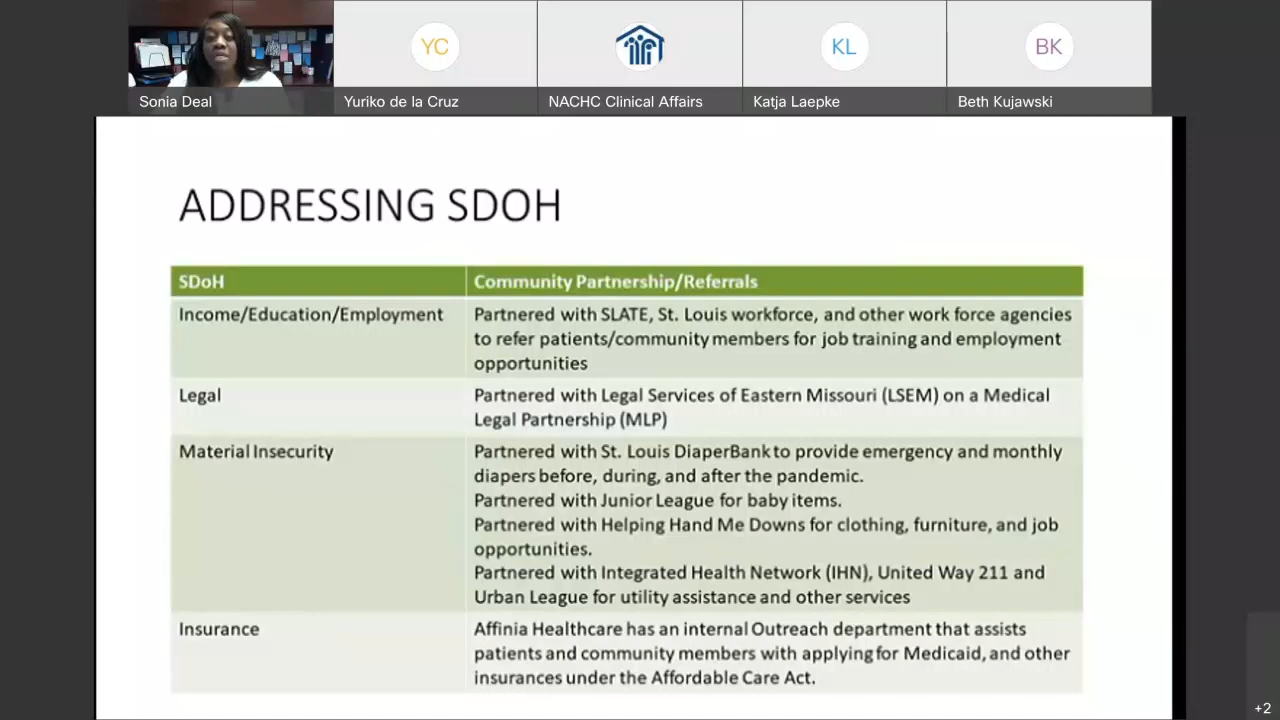 YC
KL
BK
Sonia Deal
Yuriko de la Cruz
NACHC Clinical Affairs
Katja Laepke
Beth Kujawski
ADDRESSING SDOH
SDoH
Community Partnership/Referrals
Income/Education/Employment
Partnered with SLATE, St. Louis workforce, and other work force agencies
to refer patients/community members for job training and employment
opportunities
Legal
Partnered with Legal Services of Eastern Missouri (LSEM) on a Medical
Legal Partnership (MLP)
Material Insecurity
Partnered with St. Louis DiaperBank to provide emergency and monthly
diapers before, during, and after the pandemic.
Partnered with Junior League for baby items.
Partnered with Helping Hand Me Downs for clothing, furniture, and job
opportunities.
Partnered with Integrated Health Network (IHN), United Way 211 and
Urban League for utility assistance and other services
Insurance
Affinia Healthcare has an internal Outreach department that assists
patients and community members with applying for Medicaid, and other
insurances under the Affordable Care Act.
+2